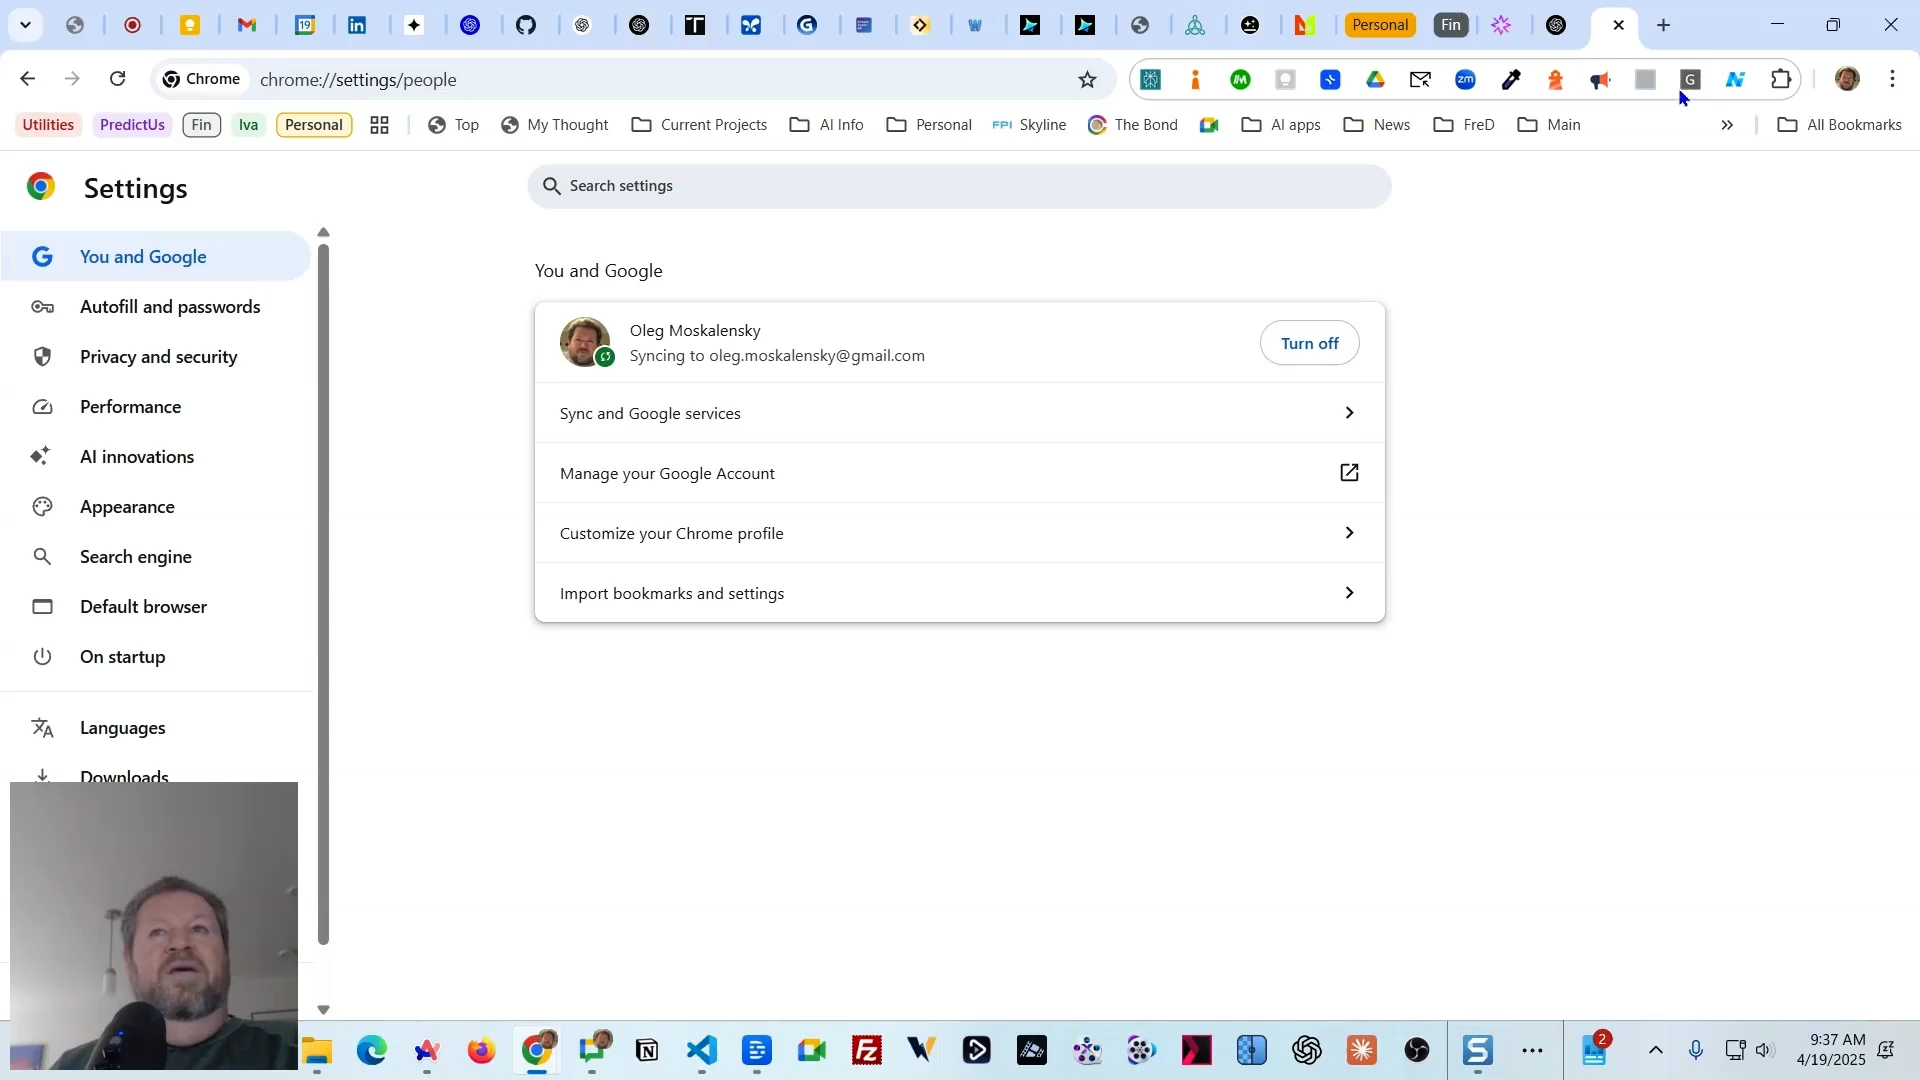 Personal
Fin
Chrome
chrome://settings/people
Utilities
PredictUs
Fin
Iva
Personal
Top
My Thought
Current Projects
AI Info
Personal
FPI Skyline
The Bond
AI apps
News
FreD
Main
All Bookmarks
Settings
Search settings
You and Google
Autofill and passwords
Privacy and security
Performance
AI innovations
Appearance
Search engine
Default browser
On startup
Languages
Downloads
You and Google
Oleg Moskalensky
Syncing to oleg.moskalensky@gmail.com
Turn off
Sync and Google services
Manage your Google Account
Customize your Chrome profile
Import bookmarks and settings
2
9:37 AM
4/19/2025